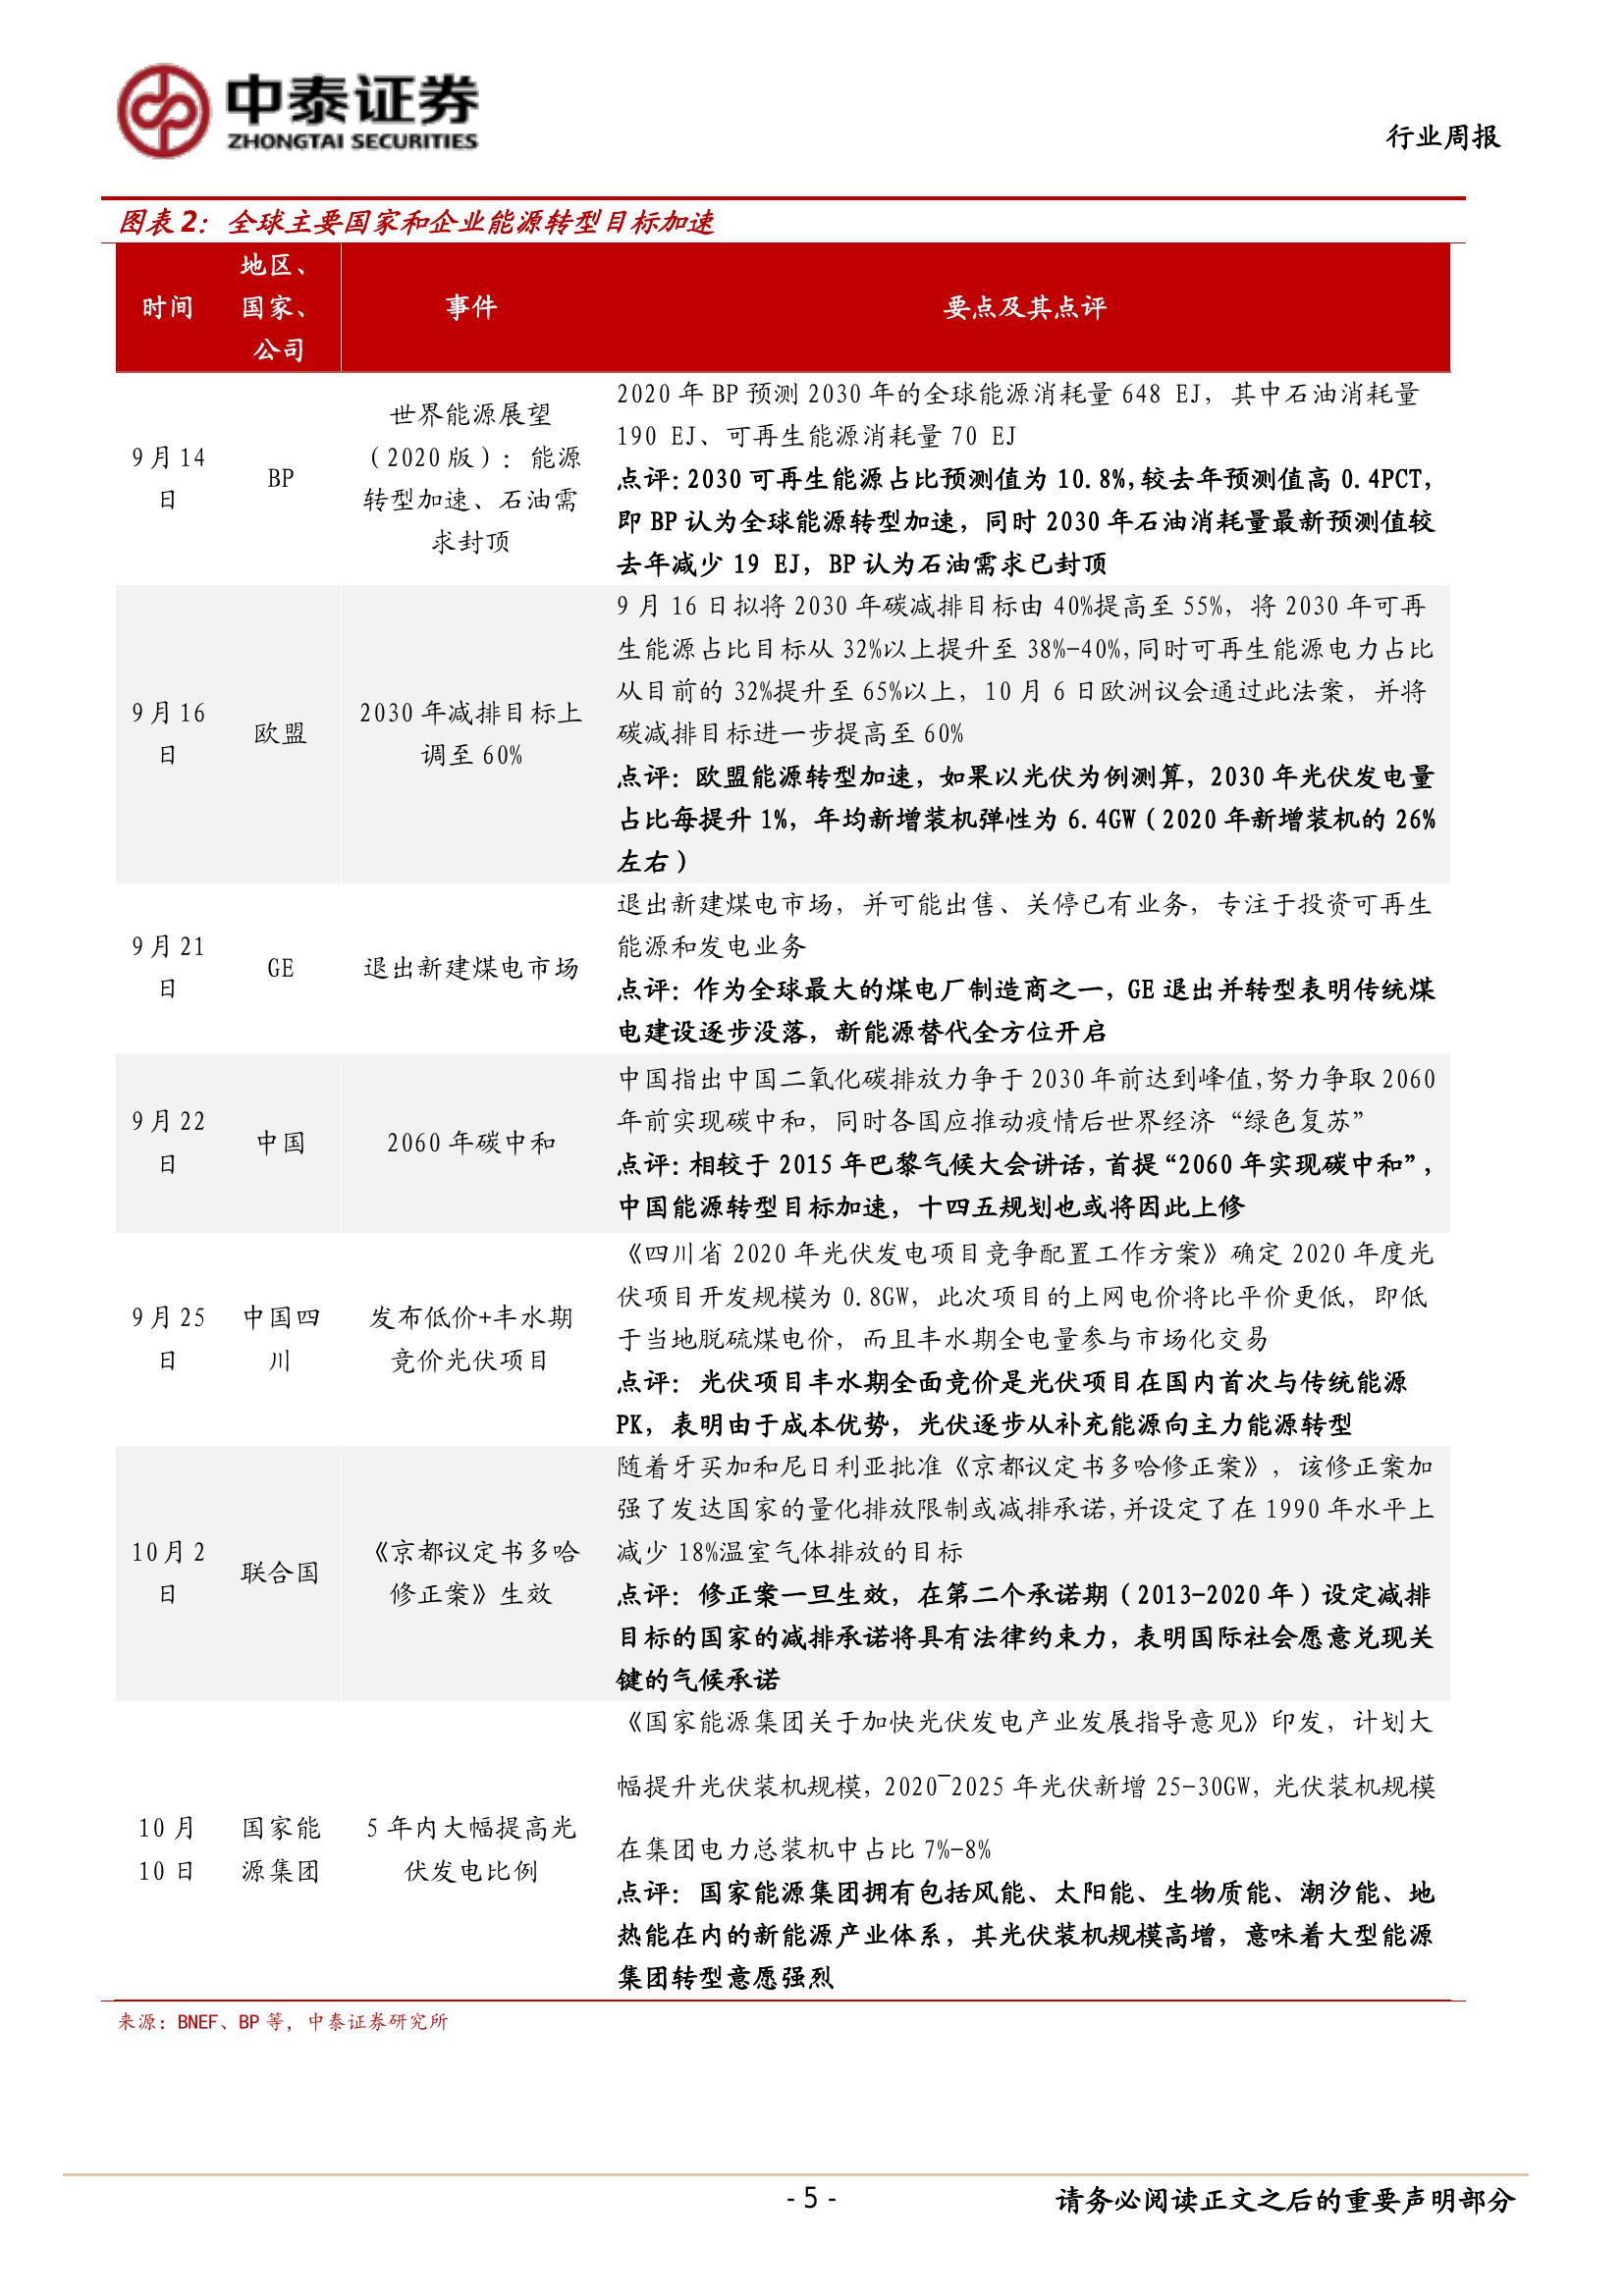 中泰证券
ZHONGTAI SECURITIES
行业周报
图表2：全球主要国家和企业能源转型目标加速
时间
地区、
国家、
公司
事件
要点及其点评
9月14
日
BP
世界能源展望
（2020版）：能源
转型加速、石油需
求封顶
2020年BP预测2030年的全球能源消耗量648 EJ，其中石油消耗量
190 EJ、可再生能源消耗量70 EJ
点评：2030可再生能源占比预测值为10.8%，较去年预测值高0.4PCT，
即BP认为全球能源转型加速，同时2030年石油消耗量最新预测值较
去年减少19 EJ，BP认为石油需求已封顶
9月16
日
欧盟
2030年减排目标上
调至60%
9月16日拟将2030年碳减排目标由40%提高至55%，将2030年可再
生能源占比目标从32%以上提升至38%-40%，同时可再生能源电力占比
从目前的32%提升至65%以上，10月6日欧洲议会通过此法案，并将
碳减排目标进一步提高至60%
点评：欧盟能源转型加速，如果以光伏为例测算，2030年光伏发电量
占比每提升1%，年均新增装机弹性为6.4GW（2020年新增装机的26%
左右）
9月21
日
GE
退出新建煤电市场
退出新建煤电市场，并可能出售、关停已有业务，专注于投资可再生
能源和发电业务
点评：作为全球最大的煤电厂制造商之一，GE退出并转型表明传统煤
电建设逐步没落，新能源替代全方位开启
9月22
日
中国
2060年碳中和
中国指出中国二氧化碳排放力争于2030年前达到峰值，努力争取2060
年前实现碳中和，同时各国应推动疫情后世界经济“绿色复苏”
点评：相较于2015年巴黎气候大会讲话，首提“2060年实现碳中和”，
中国能源转型目标加速，十四五规划也或将因此上修
9月25
日
中国四
川
发布低价+丰水期
竞价光伏项目
《四川省2020年光伏发电项目竞争配置工作方案》确定2020年度光
伏项目开发规模为0.8GW，此次项目的上网电价将比平价更低，即低
于当地脱硫煤电价，而且丰水期全电量参与市场化交易
点评：光伏项目丰水期全面竞价是光伏项目在国内首次与传统能源
PK，表明由于成本优势，光伏逐步从补充能源向主力能源转型
10月2
日
联合国
《京都议定书多哈
修正案》生效
随着牙买加和尼日利亚批准《京都议定书多哈修正案》，该修正案加
强了发达国家的量化排放限制或减排承诺，并设定了在1990年水平上
减少18%温室气体排放的目标
点评：修正案一旦生效，在第二个承诺期（2013-2020年）设定减排
目标的国家的减排承诺将具有法律约束力，表明国际社会愿意兑现关
键的气候承诺
10月
10日
国家能
源集团
5年内大幅提高光
伏发电比例
《国家能源集团关于加快光伏发电产业发展指导意见》印发，计划大
幅提升光伏装机规模，2020‾2025年光伏新增25-30GW，光伏装机规模
在集团电力总装机中占比7%-8%
点评：国家能源集团拥有包括风能、太阳能、生物质能、潮汐能、地
热能在内的新能源产业体系，其光伏装机规模高增，意味着大型能源
集团转型意愿强烈
来源：BNEF、BP等，中泰证券研究所
- 5 -
请务必阅读正文之后的重要声明部分